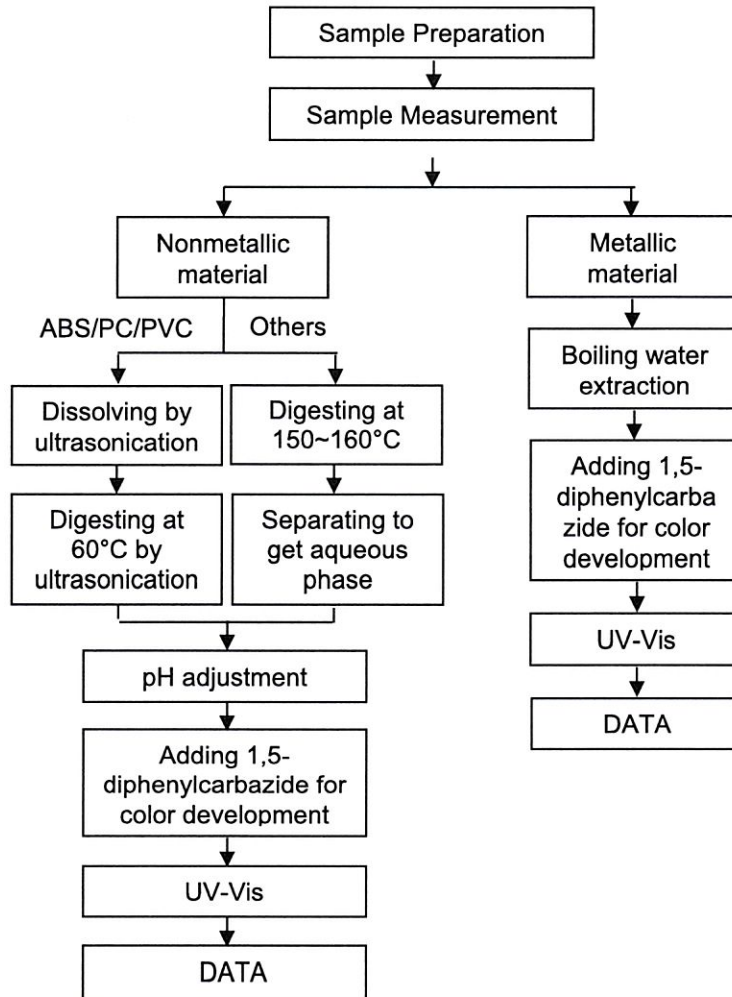 Sample Preparation
Sample Measurement
Nonmetallic
material
ABS/PC/PVC
Others
Dissolving by
ultrasonication
Digesting at
150~160°C
Digesting at
60°C by
ultrasonication
Separating to
get aqueous
phase
pH adjustment
Adding 1,5-
diphenylcarbazide for
color development
UV-Vis
DATA
Metallic
material
Boiling water
extraction
Adding 1,5-
diphenylcarba
zide for color
development
UV-Vis
DATA